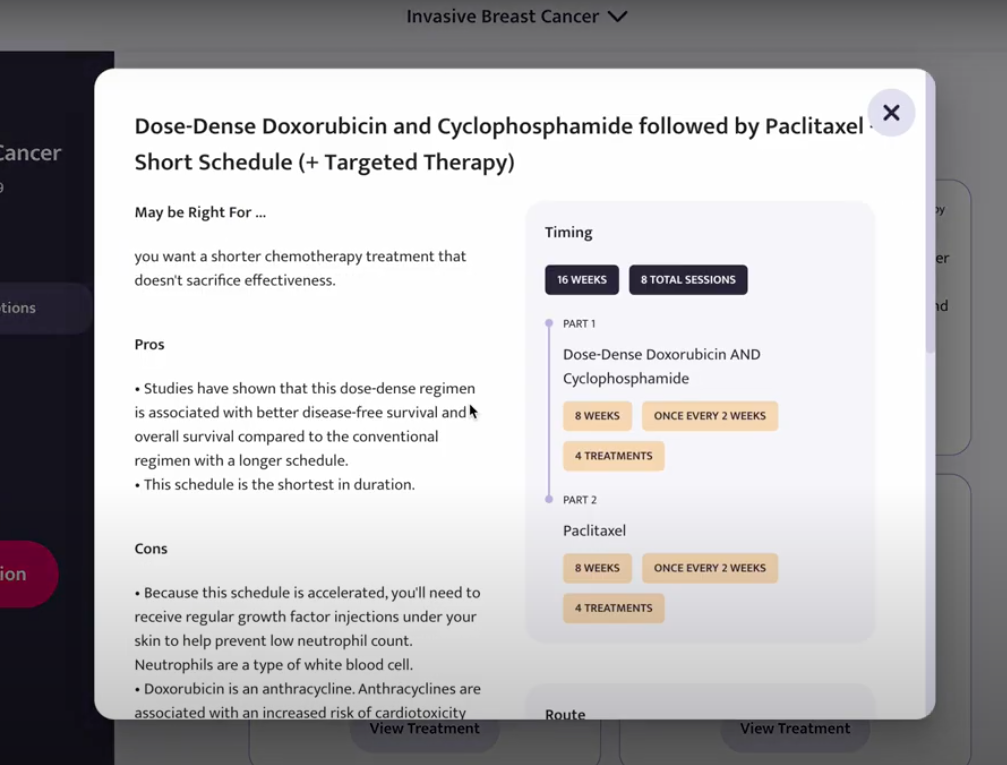 Invasive Breast Cancer
Cancer
9
tions
ion
Dose-Dense Doxorubicin and Cyclophosphamide followed by Paclitaxel -
Short Schedule (+ Targeted Therapy)
May be Right For ...
you want a shorter chemotherapy treatment that
doesn't sacrifice effectiveness.
Pros
• Studies have shown that this dose-dense regimen
is associated with better disease-free survival and
overall survival compared to the conventional
regimen with a longer schedule.
• This schedule is the shortest in duration.
Cons
• Because this schedule is accelerated, you'll need to
receive regular growth factor injections under your
skin to help prevent low neutrophil count.
Neutrophils are a type of white blood cell.
• Doxorubicin is an anthracycline. Anthracyclines are
associated with an increased risk of cardiotoxicity
Timing
16 WEEKS
8 TOTAL SESSIONS
PART 1
Dose-Dense Doxorubicin AND
Cyclophosphamide
8 WEEKS
ONCE EVERY 2 WEEKS
4 TREATMENTS
PART 2
Paclitaxel
8 WEEKS
ONCE EVERY 2 WEEKS
4 TREATMENTS
Route
by
er
nd
View Treatment
View Treatment